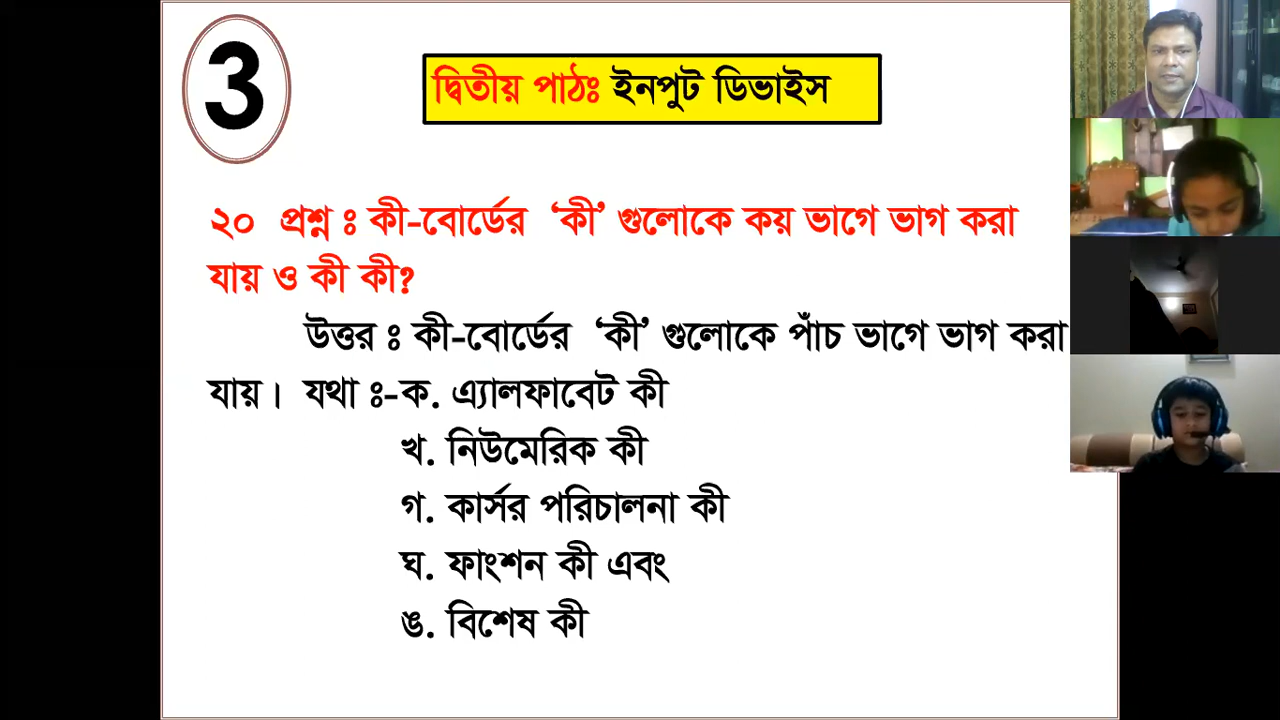 3
দ্বিতীয় পাঠঃ ইনপুট ডিভাইস
২০ প্রশ্ন ঃ কী-বোর্ডের ‘কী’ গুলোকে কয় ভাগে ভাগ করা
যায় ও কী কী?
উত্তর ঃ কী-বোর্ডের ‘কী’ গুলোকে পাঁচ ভাগে ভাগ করা
যায়। যথা ঃ-ক. এ্যালফাবেট কী
খ. নিউমেরিক কী
গ. কার্সর পরিচালনা কী
ঘ. ফাংশন কী এবং
ঙ. বিশেষ কী